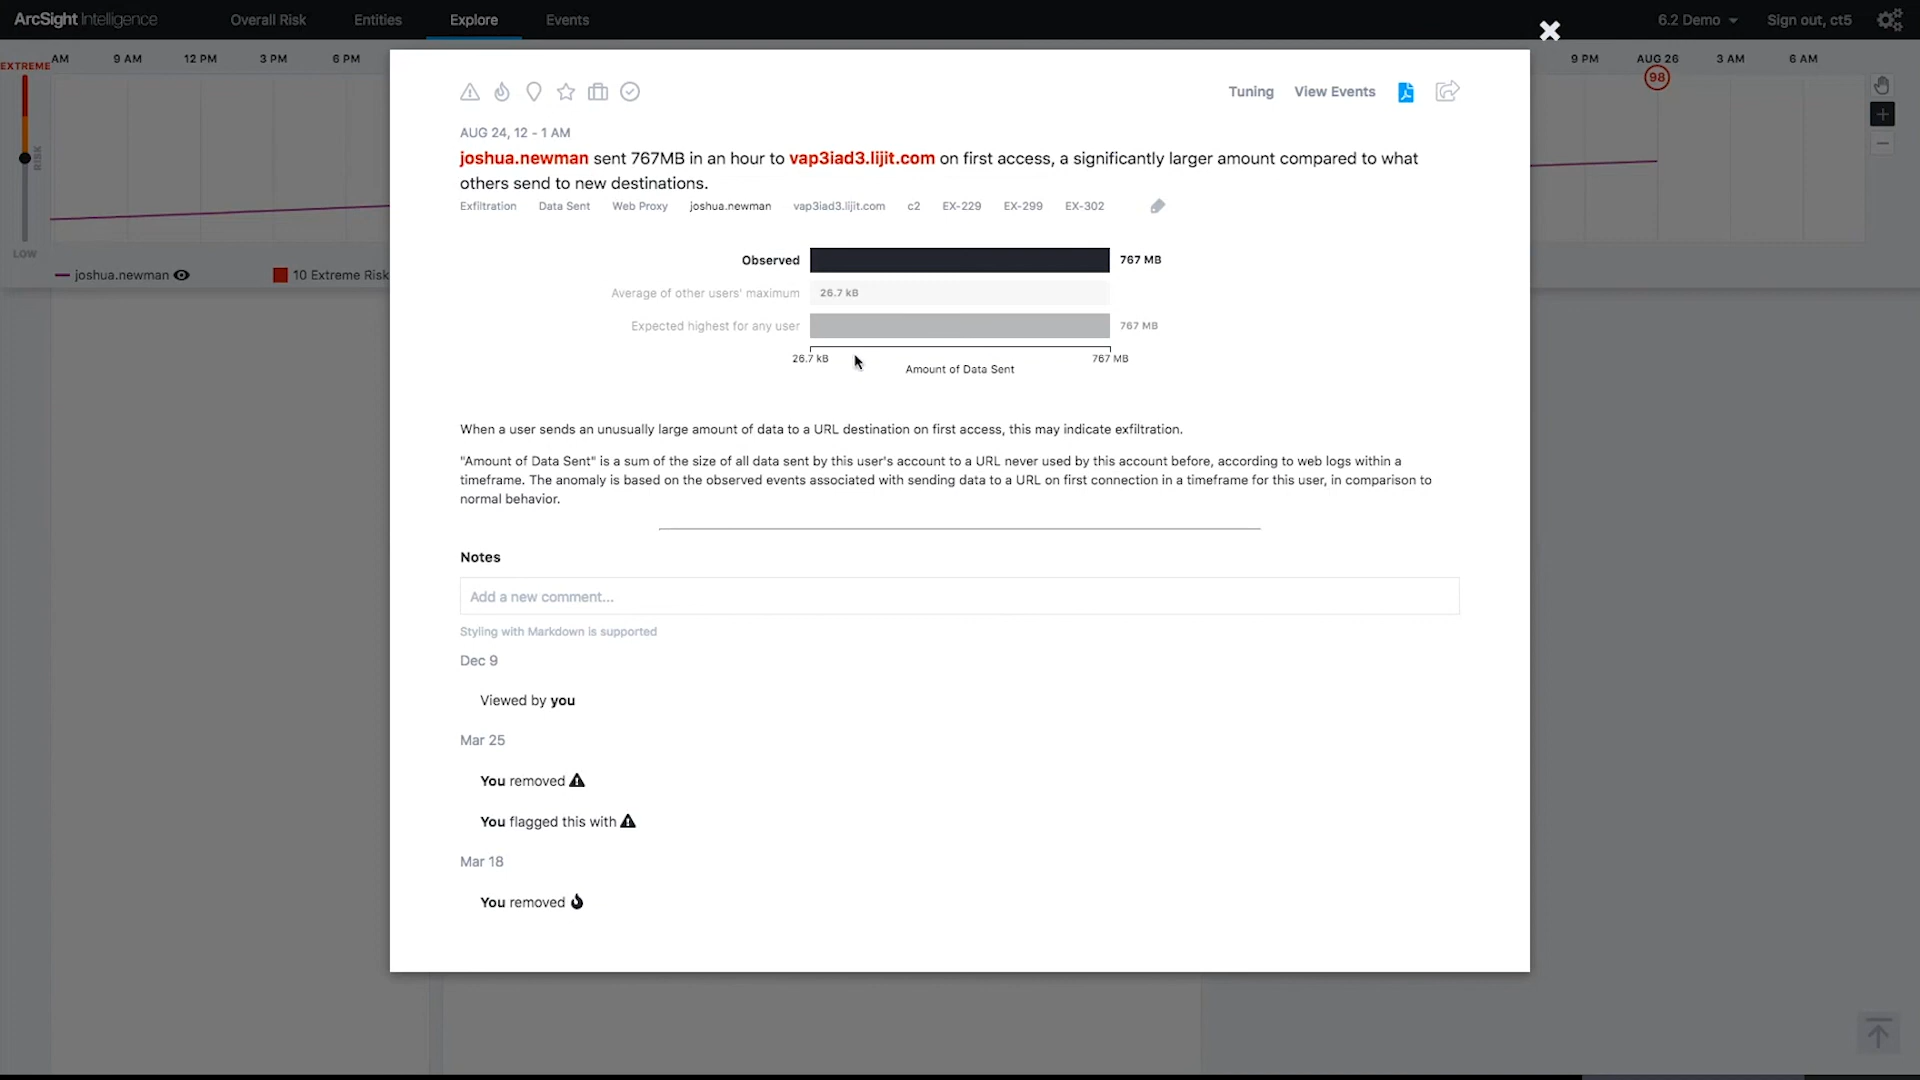 ArcSight Intelligence
Overall Risk
Entities
Explore
Events
6.2 Demo
Sign out, ct5
EXTREME
AM
9 AM
12 PM
3 PM
6 PM
9 PM
AUG 26
3 AM
6 AM
98
RISK
LOW
joshua.newman
10 Extreme Risk
Tuning
View Events
AUG 24, 12 - 1 AM
joshua.newman sent 767MB in an hour to vap3iad3.lijit.com on first access, a significantly larger amount compared to what
others send to new destinations.
Exfiltration Data Sent Web Proxy joshua.newman vap3iad3.lijit.com c2 EX-229 EX-299 EX-302
Observed 767 MB
Average of other users' maximum 26.7 kB
Expected highest for any user 767 MB
26.7 kB 767 MB
Amount of Data Sent
When a user sends an unusually large amount of data to a URL destination on first access, this may indicate exfiltration.
"Amount of Data Sent" is a sum of the size of all data sent by this user's account to a URL never used by this account before, according to web logs within a
timeframe. The anomaly is based on the observed events associated with sending data to a URL on first connection in a timeframe for this user, in comparison to
normal behavior.
Notes
Add a new comment...
Styling with Markdown is supported
Dec 9
Viewed by you
Mar 25
You removed
You flagged this with
Mar 18
You removed